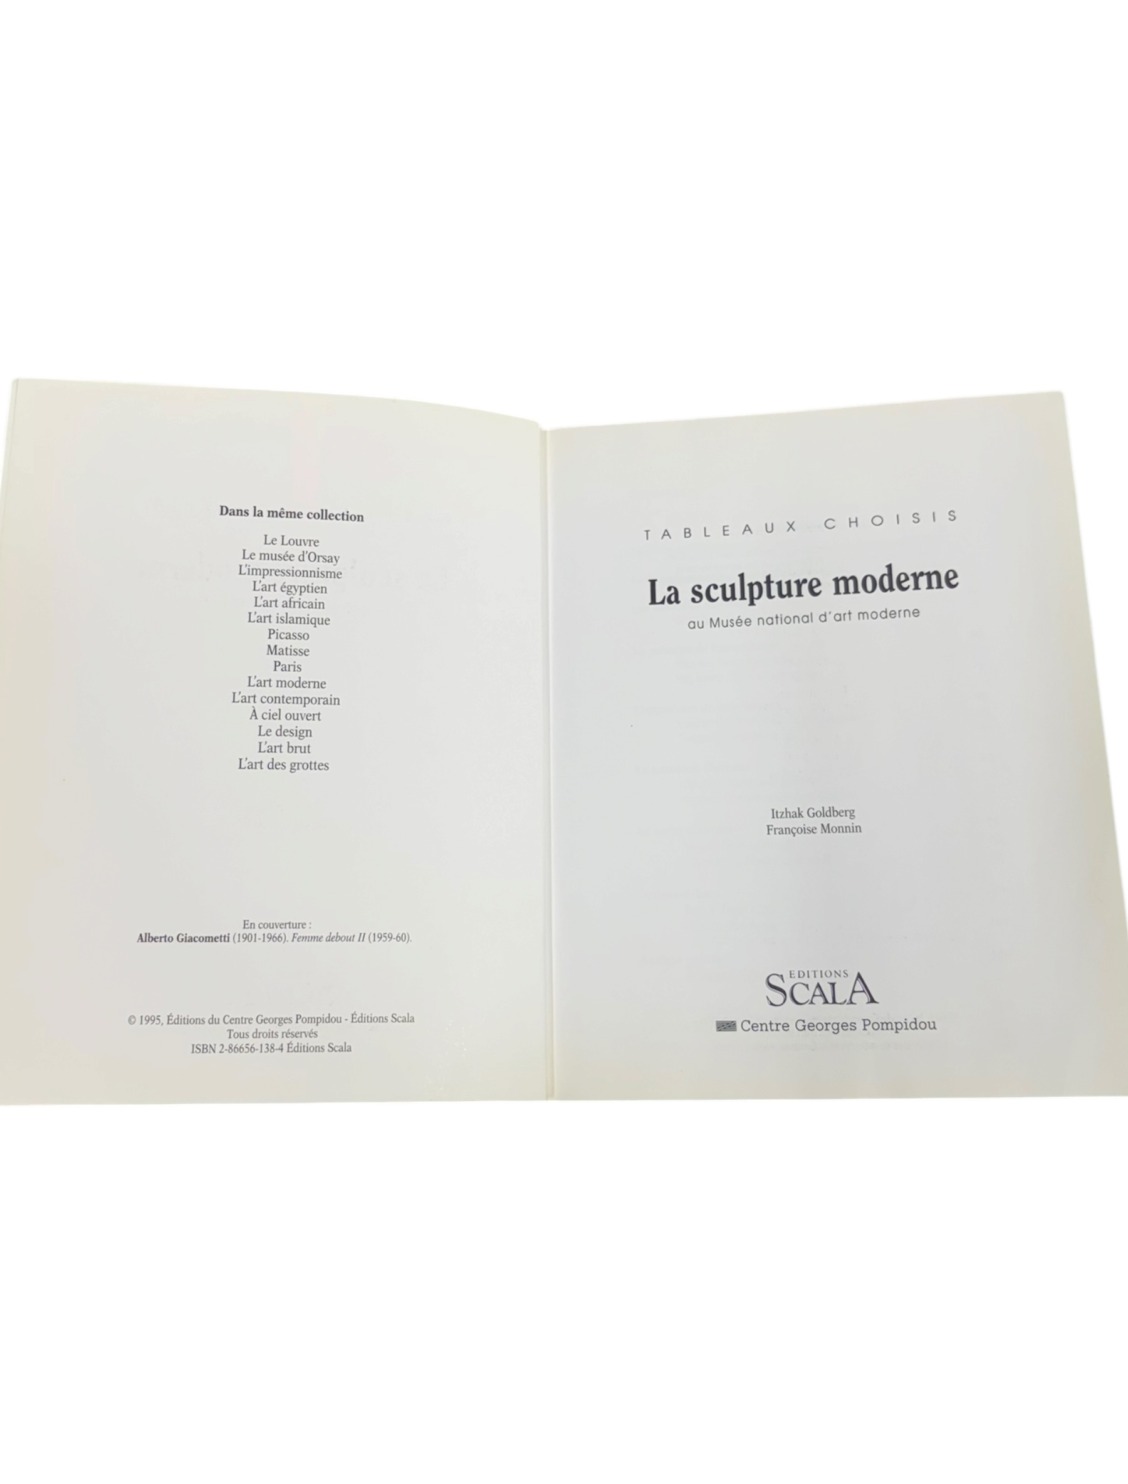 Dans la même collection
Le Louvre
Le musée d'Orsay
L'impressionnisme
L'art égyptien
L'art africain
L'art islamique
Picasso
Matisse
Paris
L'art moderne
L'art contemporain
À ciel ouvert
Le design
L'art brut
L'art des grottes
En couverture :
Alberto Giacometti (1901-1966). Femme debout II (1959-60).
© 1995, Éditions du Centre Georges Pompidou - Éditions Scala
Tous droits réservés
ISBN 2-86656-138-4 Éditions Scala
TABLEAUX CHOISIS
La sculpture moderne
au Musée national d'art moderne
Itzhak Goldberg
Françoise Monnin
EDITIONS
SCALA
Centre Georges Pompidou